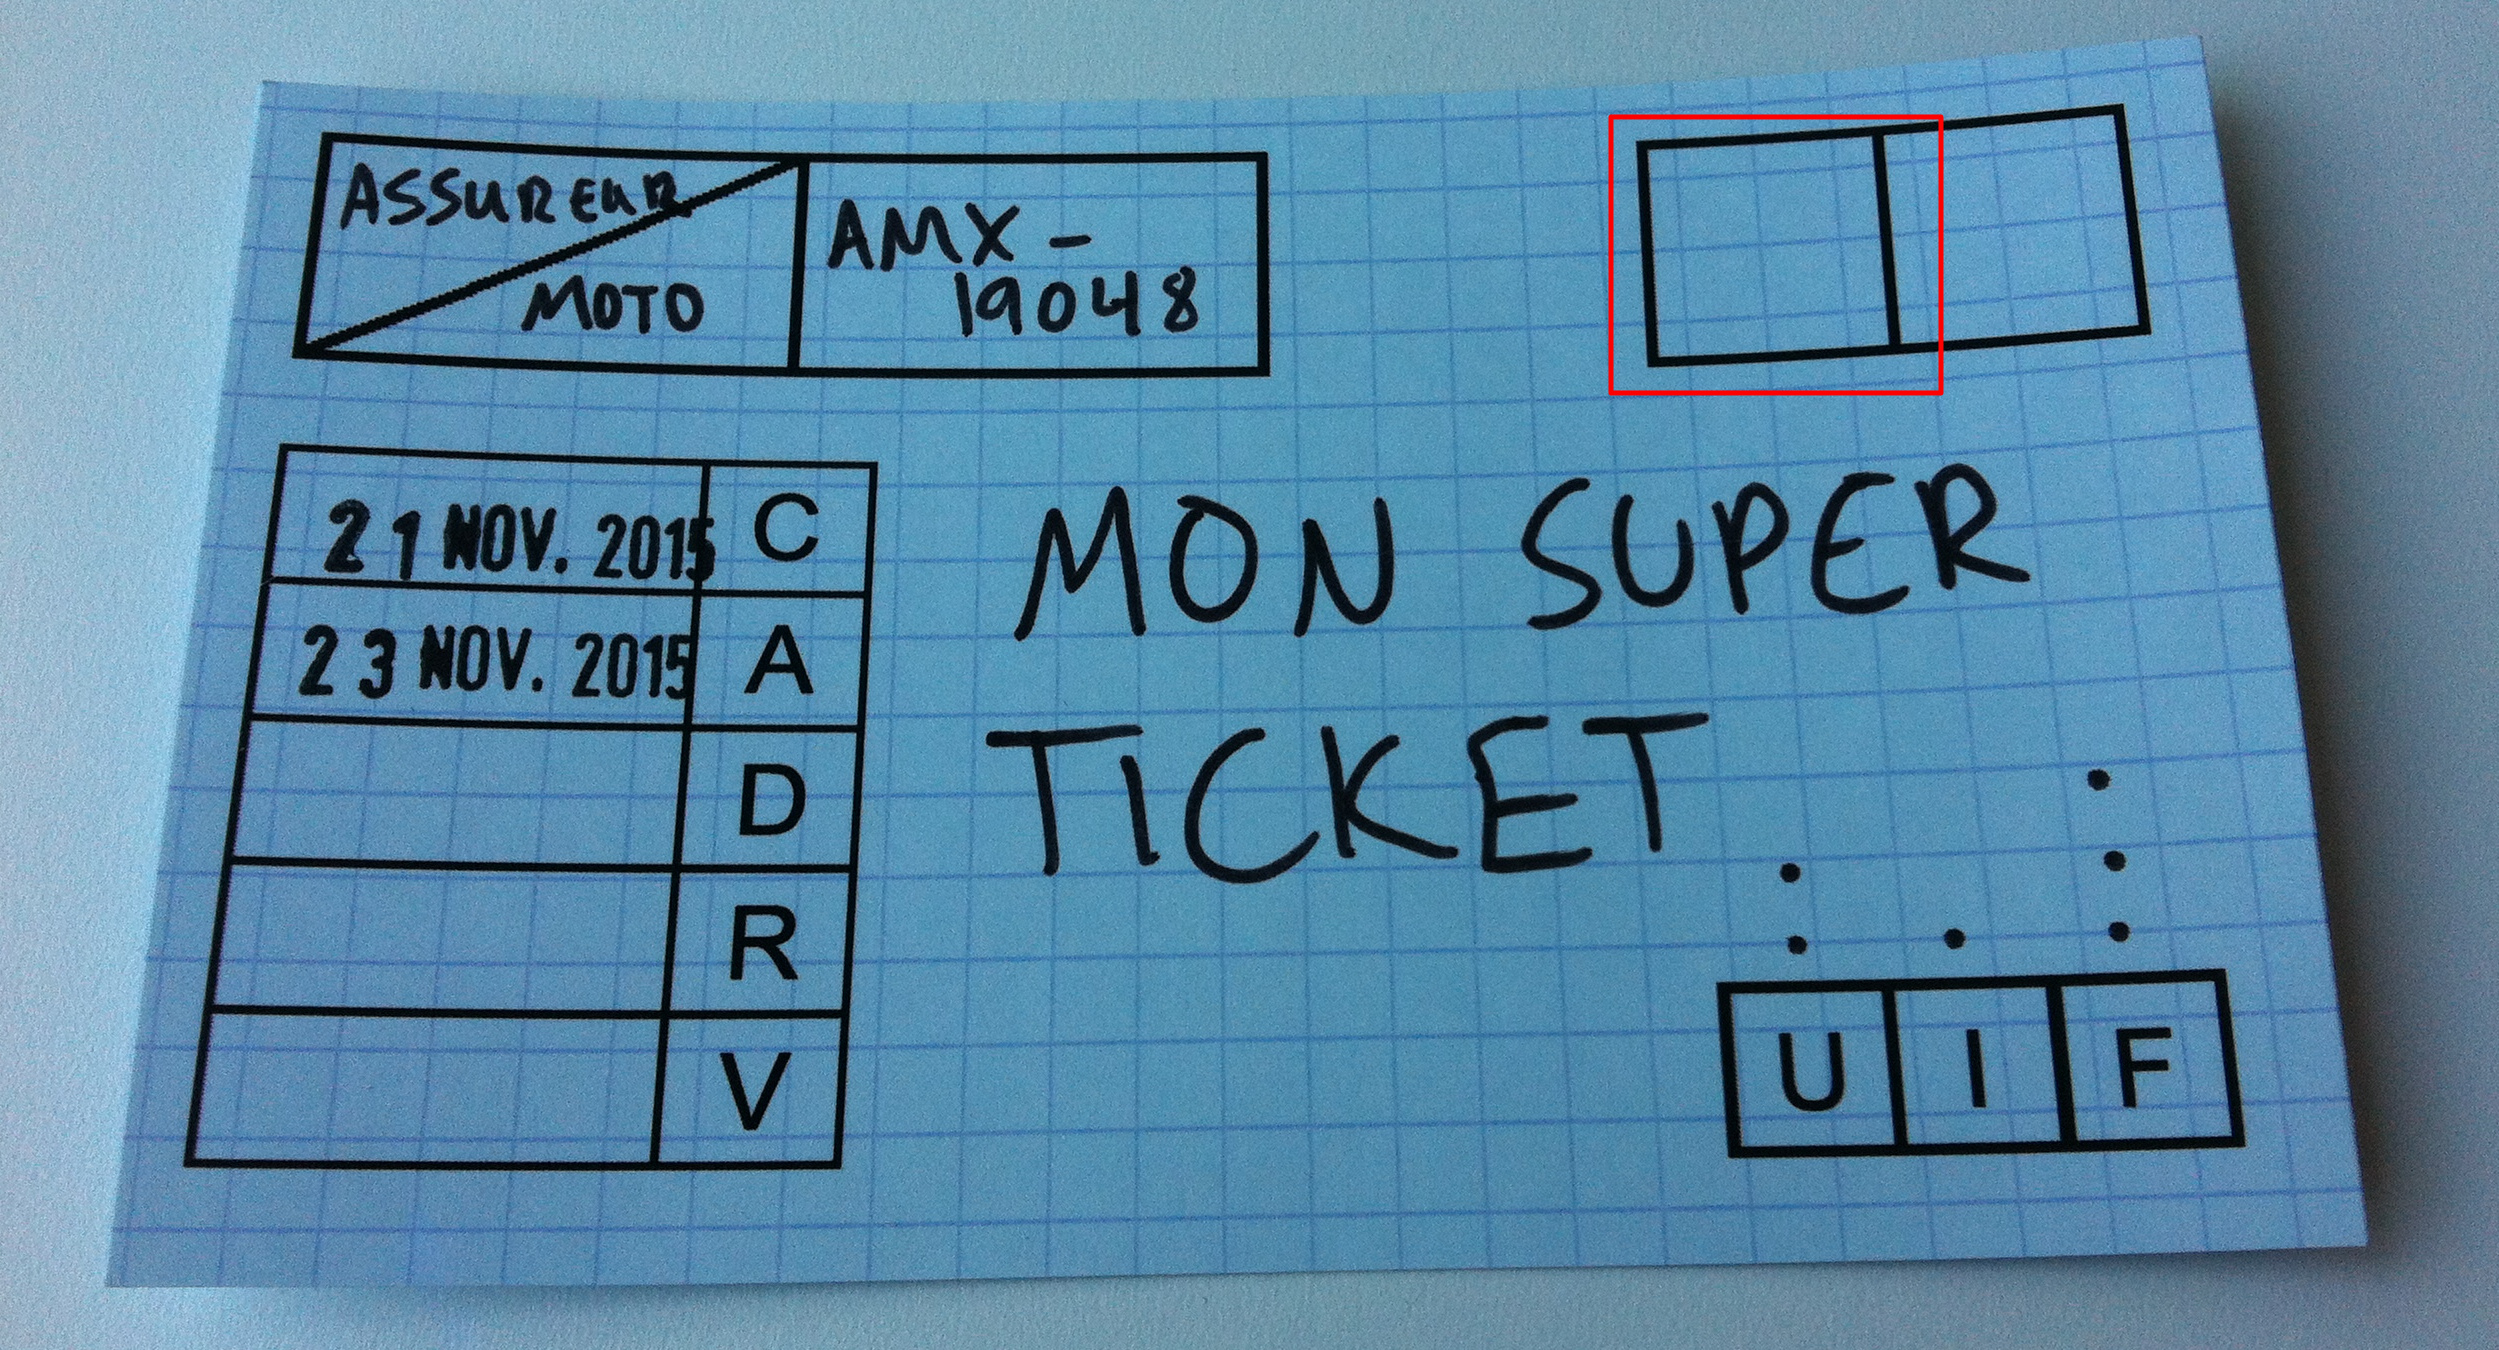 ASSUREUR
MOTO
AMX -
19048
21 NOV. 2015 C
23 NOV. 2015 A
D
R
V
MON SUPER
TICKET
U I F